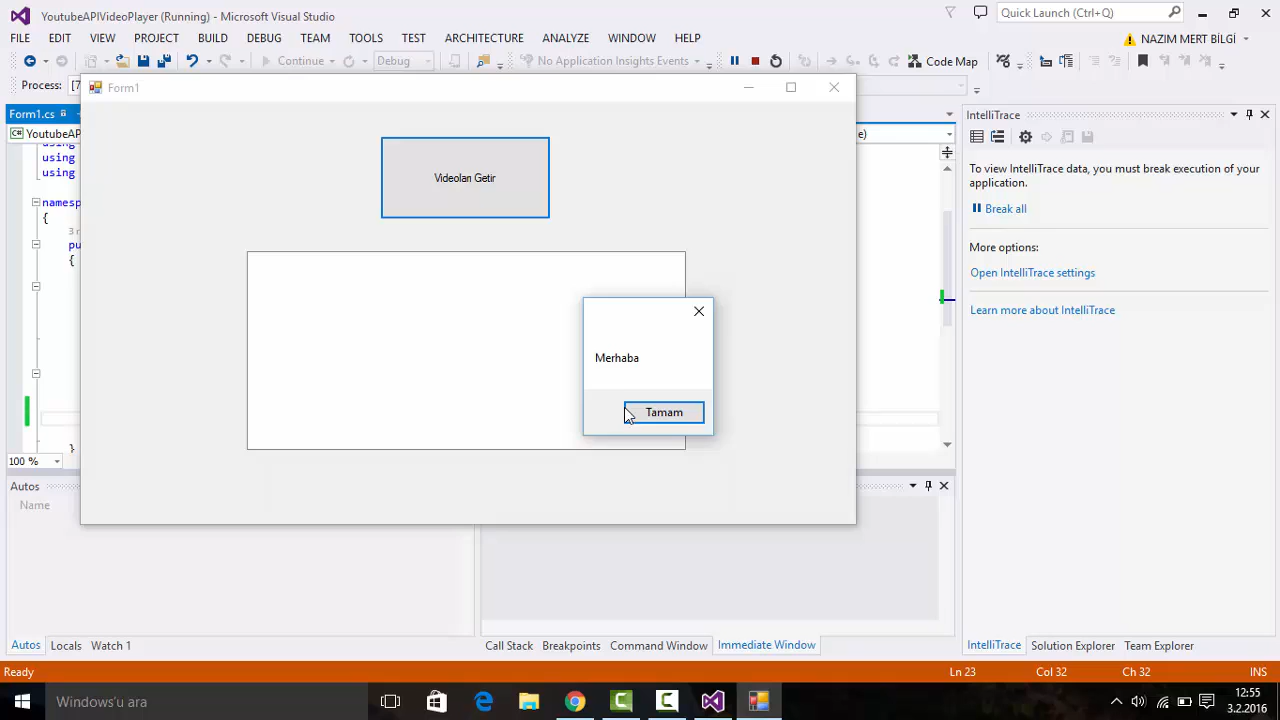 YoutubeAPIVideoPlayer (Running) - Microsoft Visual Studio
Quick Launch (Ctrl+Q)
FILE EDIT VIEW PROJECT BUILD DEBUG TEAM TOOLS TEST ARCHITECTURE ANALYZE WINDOW HELP
NAZIM MERT BİLGİ
Continue Debug No Application Insights Events Code Map
Process: [7
Form1
Form1.cs
IntelliTrace
C# YoutubeAP
e)
using
using
using
Videoları Getir
To view IntelliTrace data, you must break execution of your
application.
Break all
namesp
{
3 r
pu
{
More options:
Open IntelliTrace settings
Learn more about IntelliTrace
Merhaba
Tamam
}
100 %
Autos
Name
Autos Locals Watch 1
Call Stack Breakpoints Command Window Immediate Window
IntelliTrace Solution Explorer Team Explorer
Ready Ln 23 Col 32 Ch 32 INS
Windows'u ara
12:55
3.2.2016